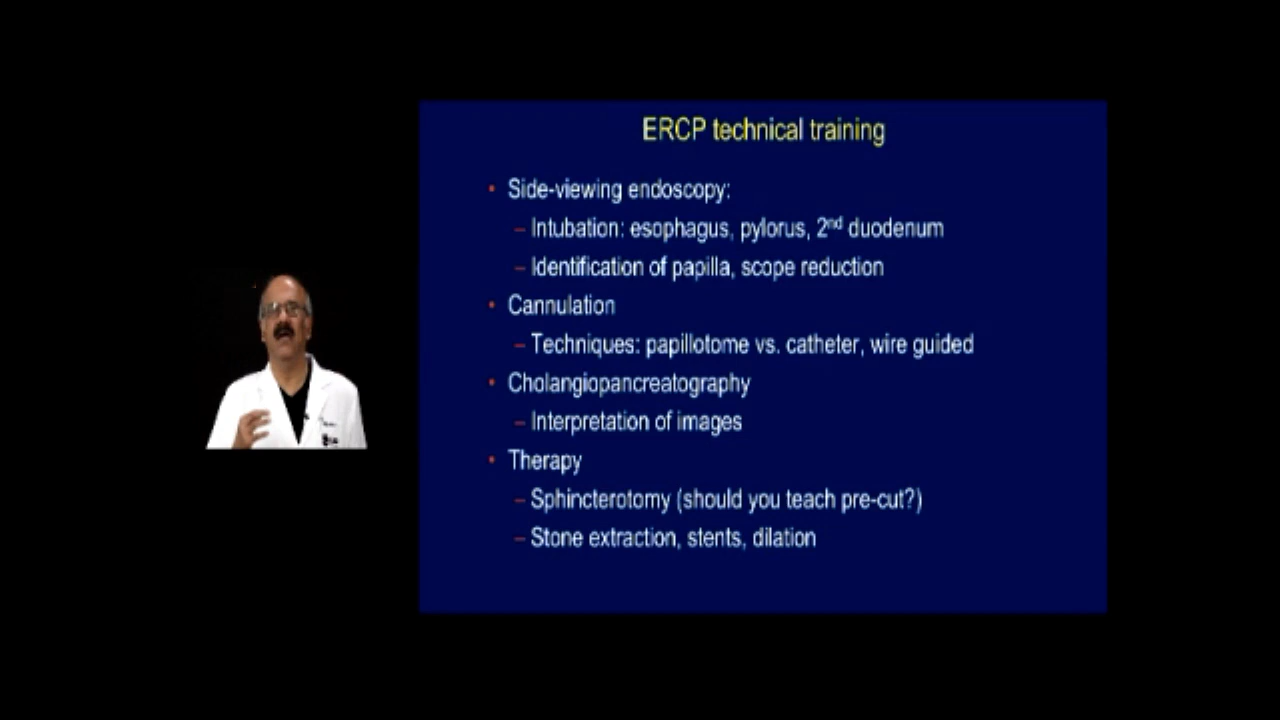 ERCP technical training
• Side-viewing endoscopy:
– Intubation: esophagus, pylorus, 2nd duodenum
– Identification of papilla, scope reduction
• Cannulation
– Techniques: papillotome vs. catheter, wire guided
• Cholangiopancreatography
– Interpretation of images
• Therapy
– Sphincterotomy (should you teach pre-cut?)
– Stone extraction, stents, dilation